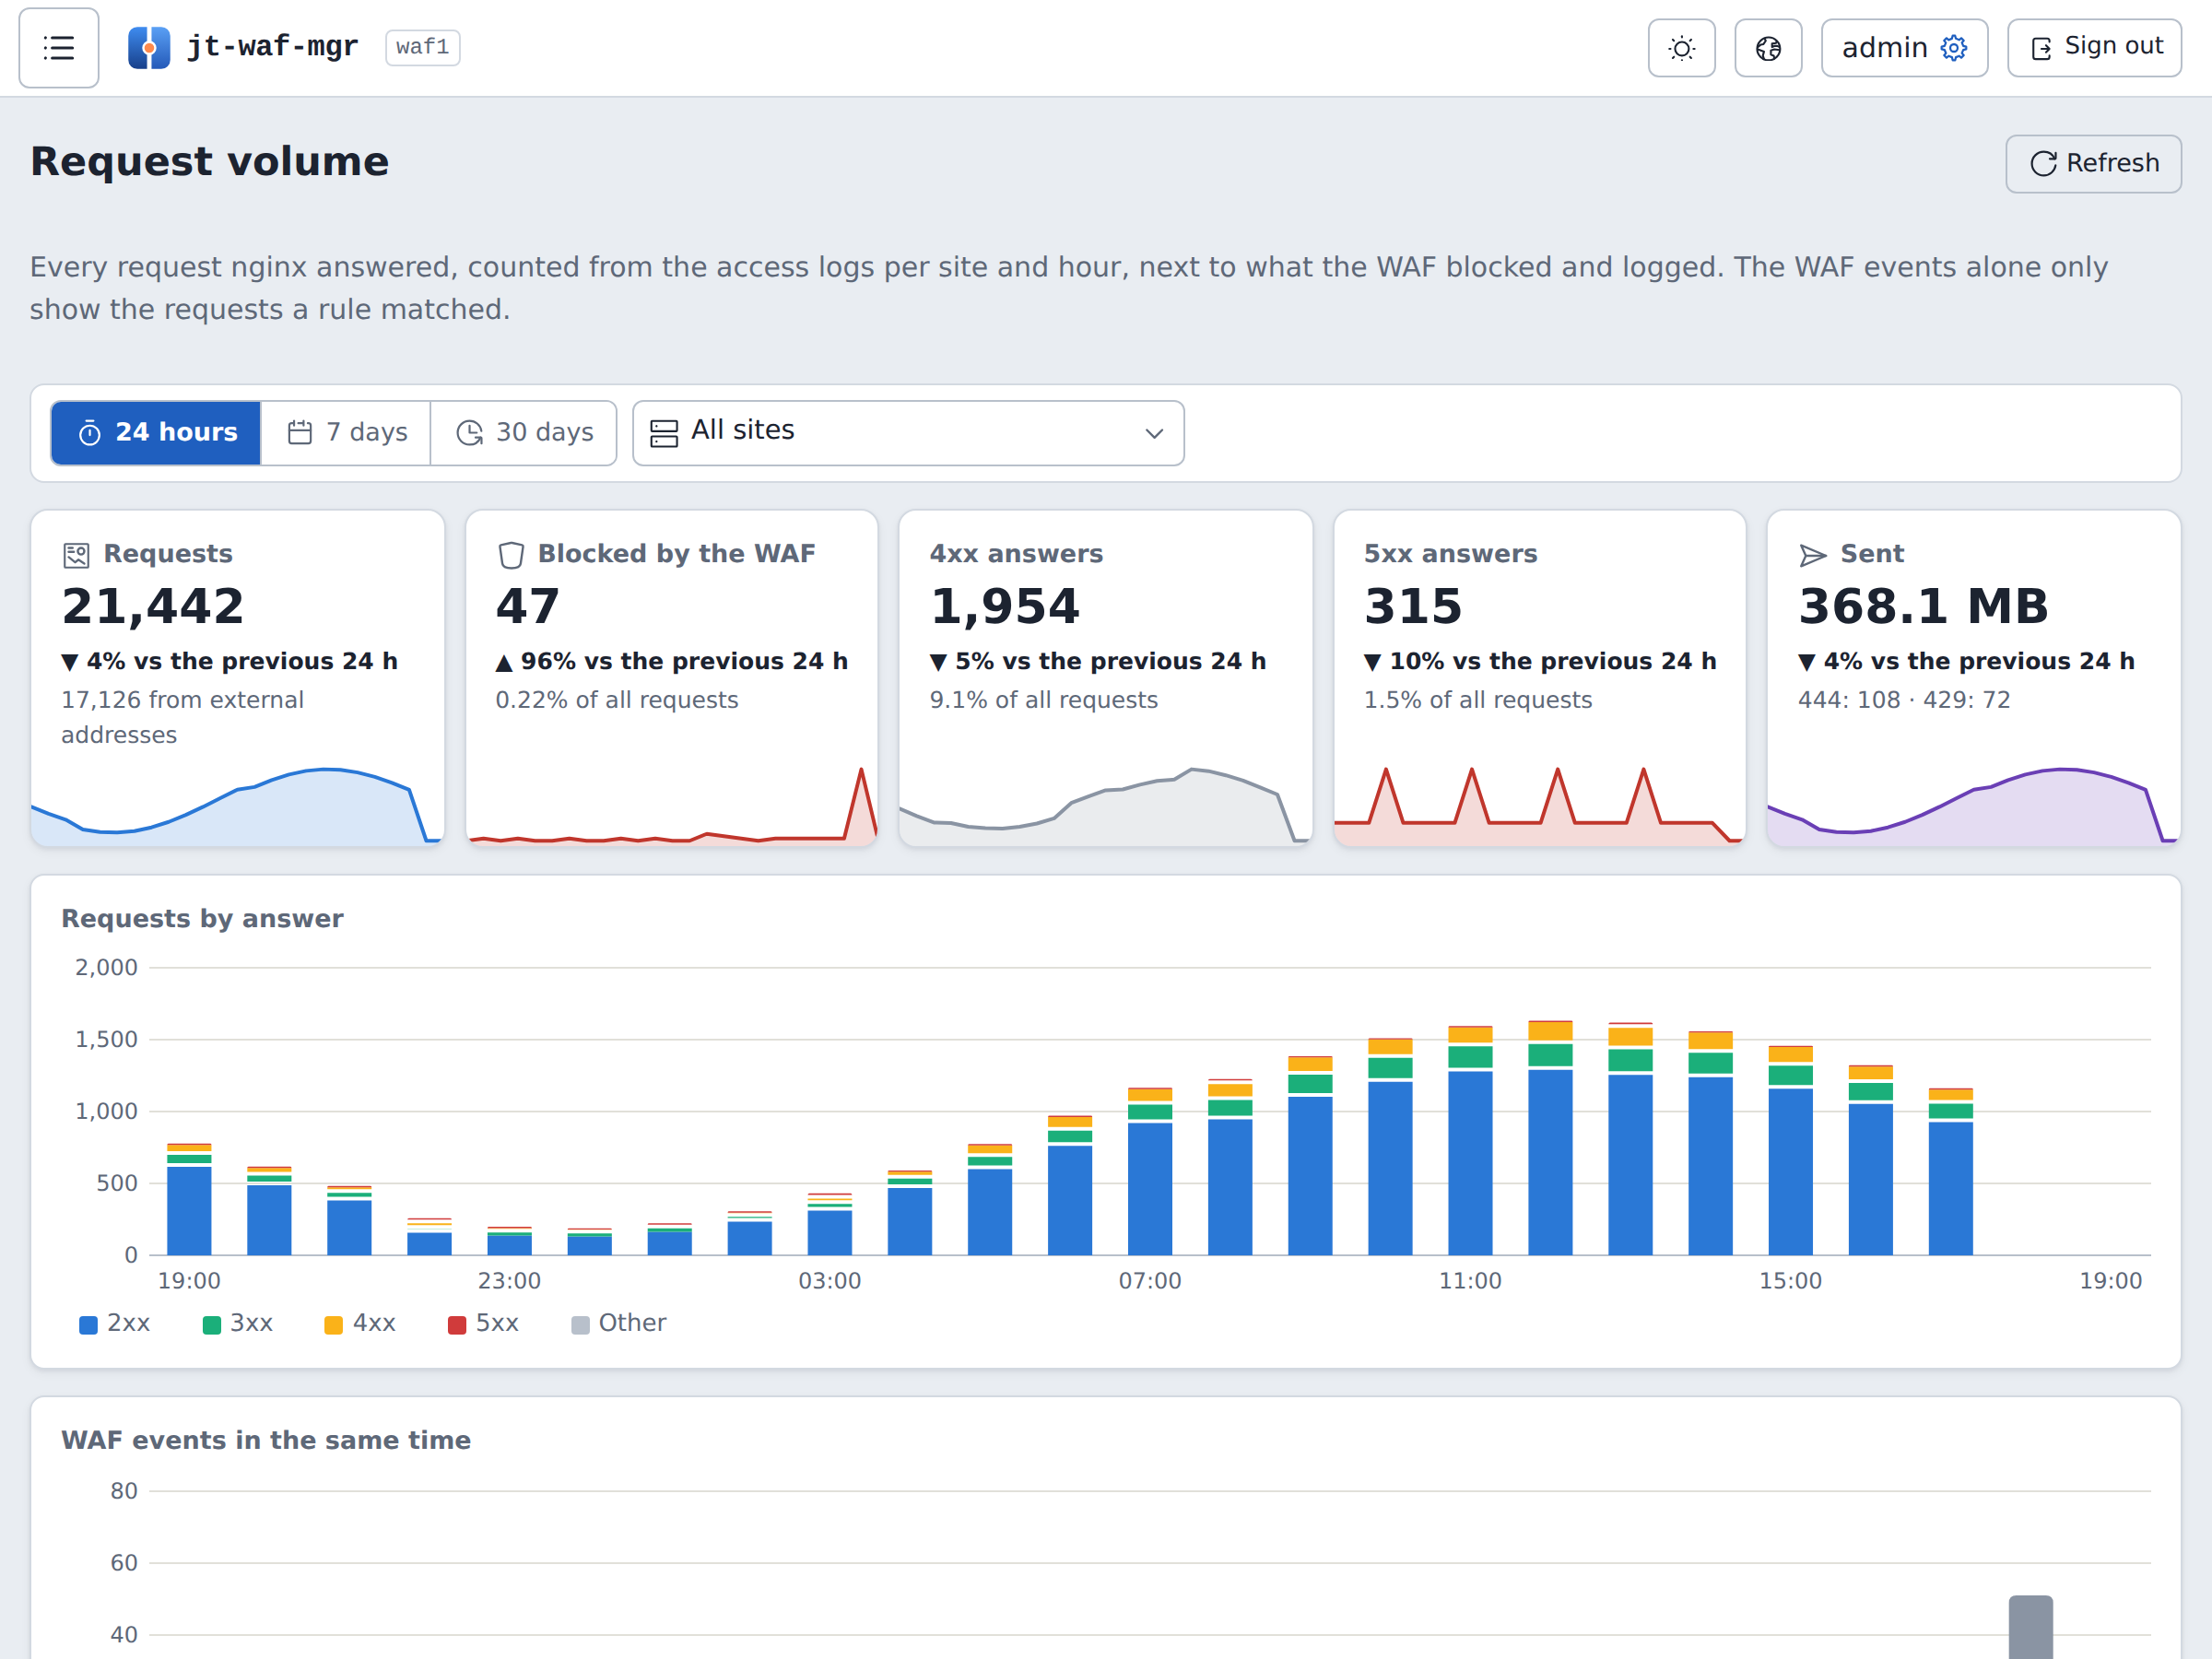 jt-waf-mgr waf1 admin Sign out
Request volume
Refresh
Every request nginx answered, counted from the access logs per site and hour, next to what the WAF blocked and logged. The WAF events alone only
show the requests a rule matched.
24 hours 7 days 30 days All sites
Requests
21,442
▼ 4% vs the previous 24 h
17,126 from external
addresses
Blocked by the WAF
47
▲ 96% vs the previous 24 h
0.22% of all requests
4xx answers
1,954
▼ 5% vs the previous 24 h
9.1% of all requests
5xx answers
315
▼ 10% vs the previous 24 h
1.5% of all requests
Sent
368.1 MB
▼ 4% vs the previous 24 h
444: 108 · 429: 72
Requests by answer
2,000
1,500
1,000
500
0
19:00 23:00 03:00 07:00 11:00 15:00 19:00
2xx 3xx 4xx 5xx Other
WAF events in the same time
80
60
40